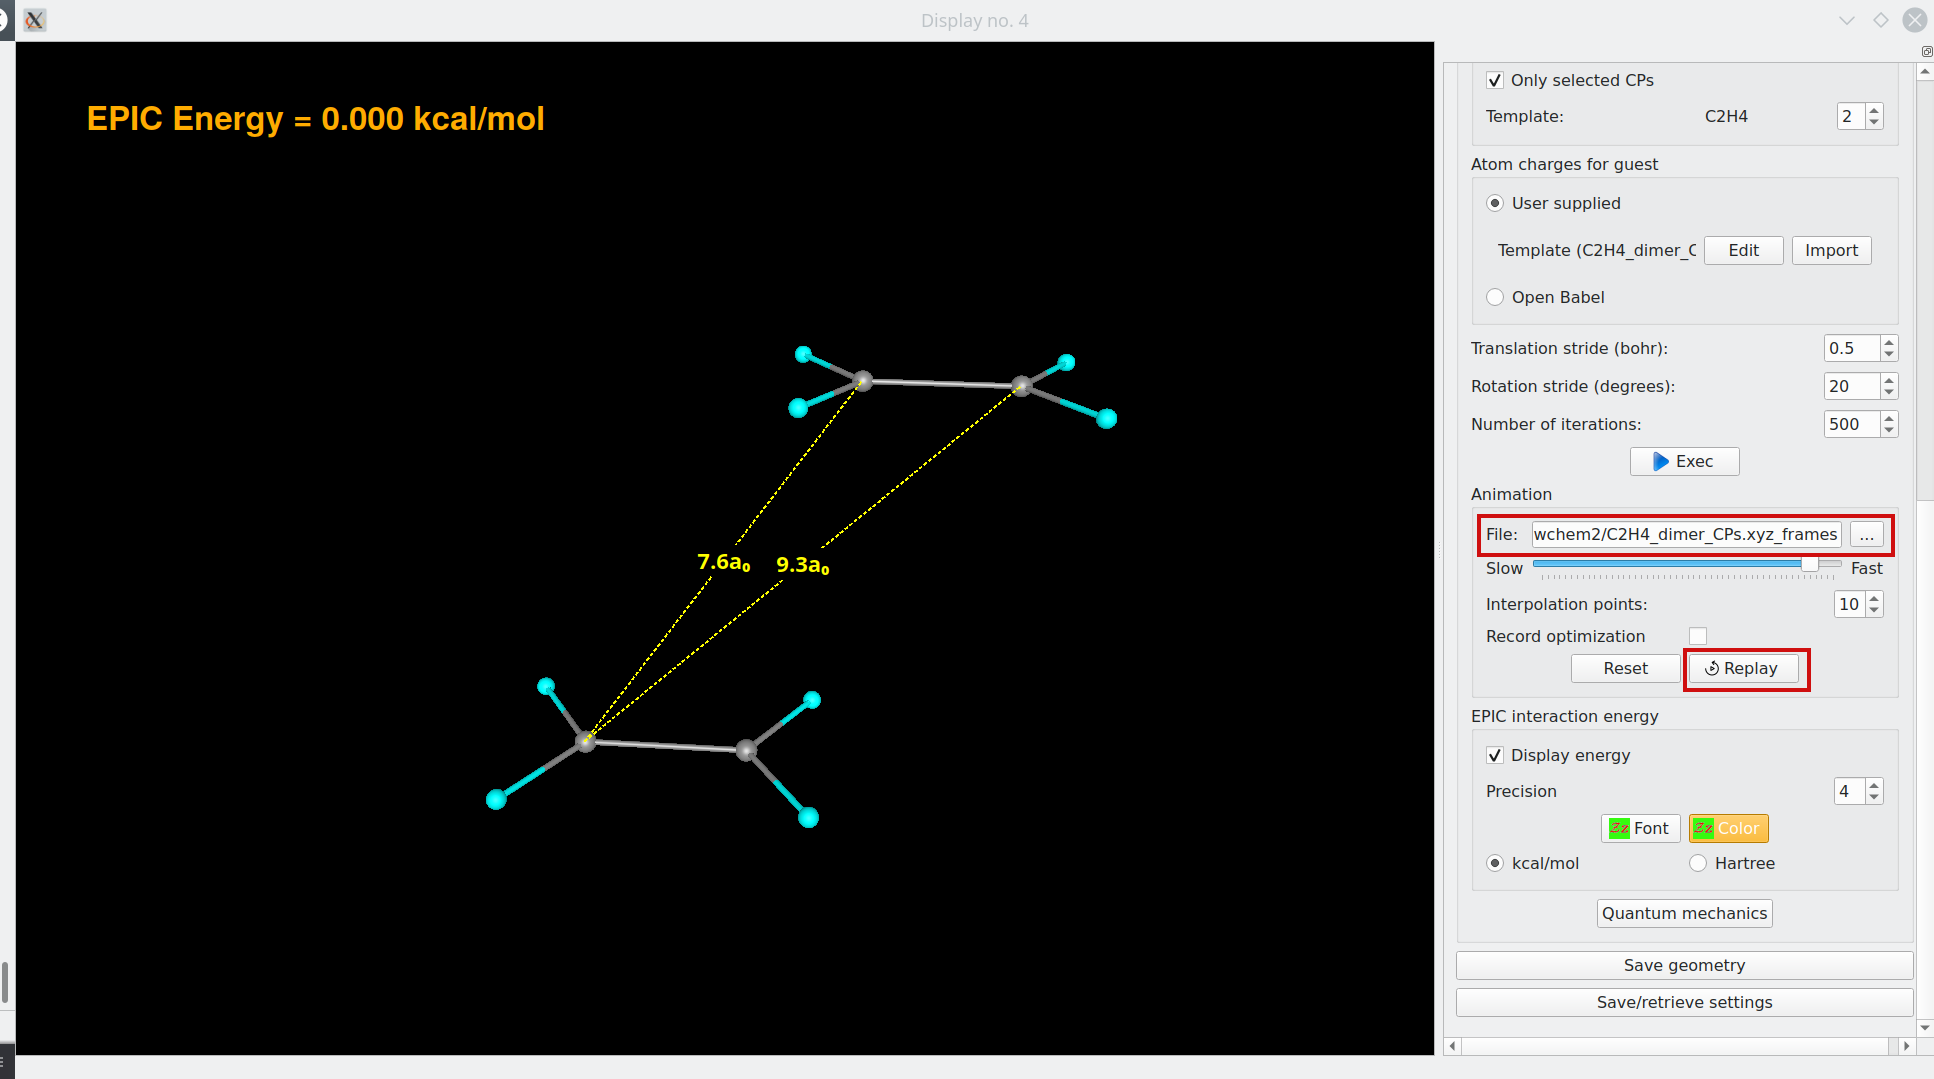 Display no. 4
EPIC Energy = 0.000 kcal/mol
7.6a₀ 9.3a₀
Only selected CPs
Template: C2H4 2
Atom charges for guest
User supplied
Template (C2H4_dimer_C Edit Import
Open Babel
Translation stride (bohr): 0.5
Rotation stride (degrees): 20
Number of iterations: 500
Exec
Animation
File: wchem2/C2H4_dimer_CPs.xyz_frames ...
Slow Fast
Interpolation points: 10
Record optimization
Reset Replay
EPIC interaction energy
Display energy
Precision 4
Zz Font Zz Color
kcal/mol Hartree
Quantum mechanics
Save geometry
Save/retrieve settings